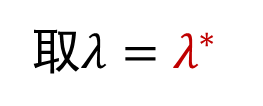 取λ = λ*